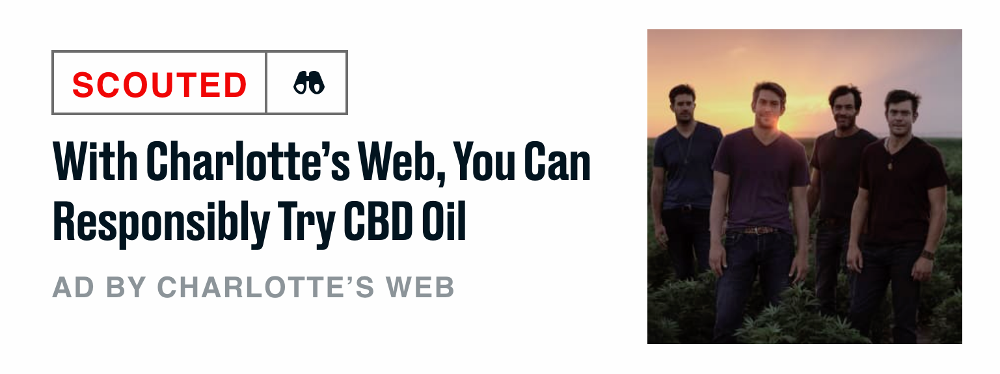 SCOUTED
With Charlotte’s Web, You Can
Responsibly Try CBD Oil
AD BY CHARLOTTE’S WEB